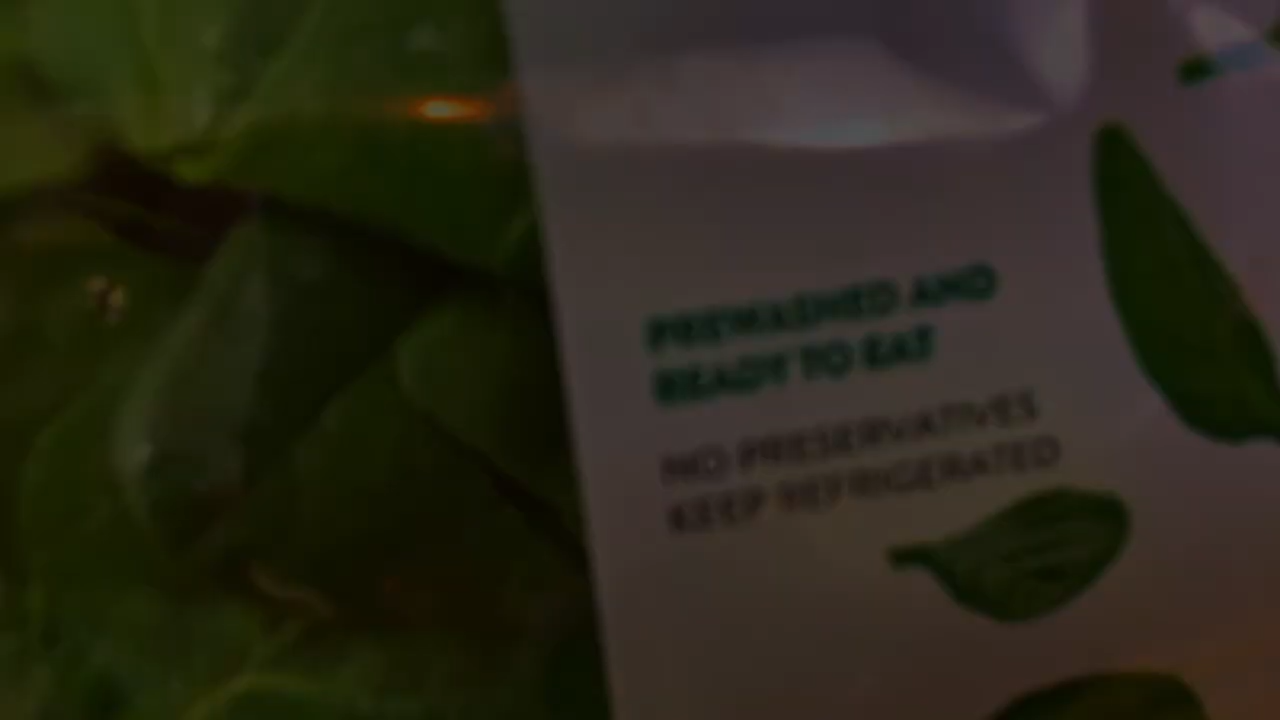 PREWASHED AND
READY TO EAT
NO PRESERVATIVES
KEEP REFRIGERATED